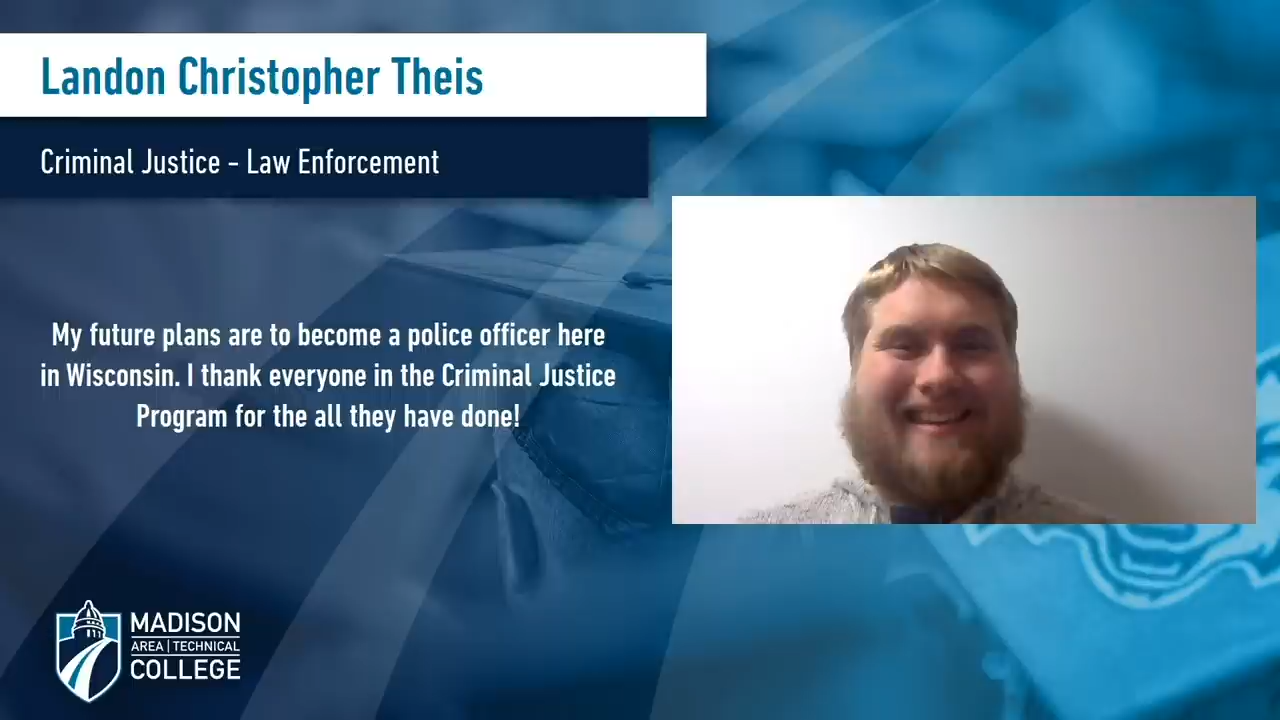 Landon Christopher Theis
Criminal Justice - Law Enforcement
My future plans are to become a police officer here
in Wisconsin. I thank everyone in the Criminal Justice
Program for the all they have done!
MADISON
AREA | TECHNICAL
COLLEGE